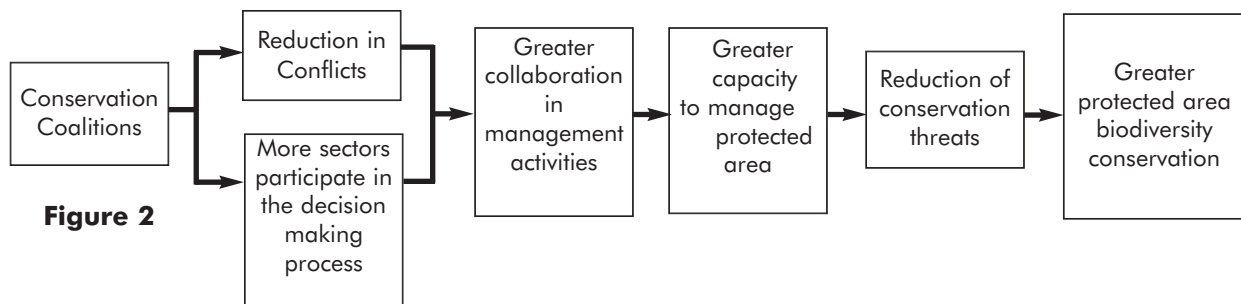 Conservation
Coalitions
Reduction in
Conflicts
More sectors
participate in
the decision
making
process
Greater
collaboration
in
management
activities
Greater
capacity
to manage
protected
area
Reduction of
conservation
threats
Greater
protected area
biodiversity
conservation
Figure 2